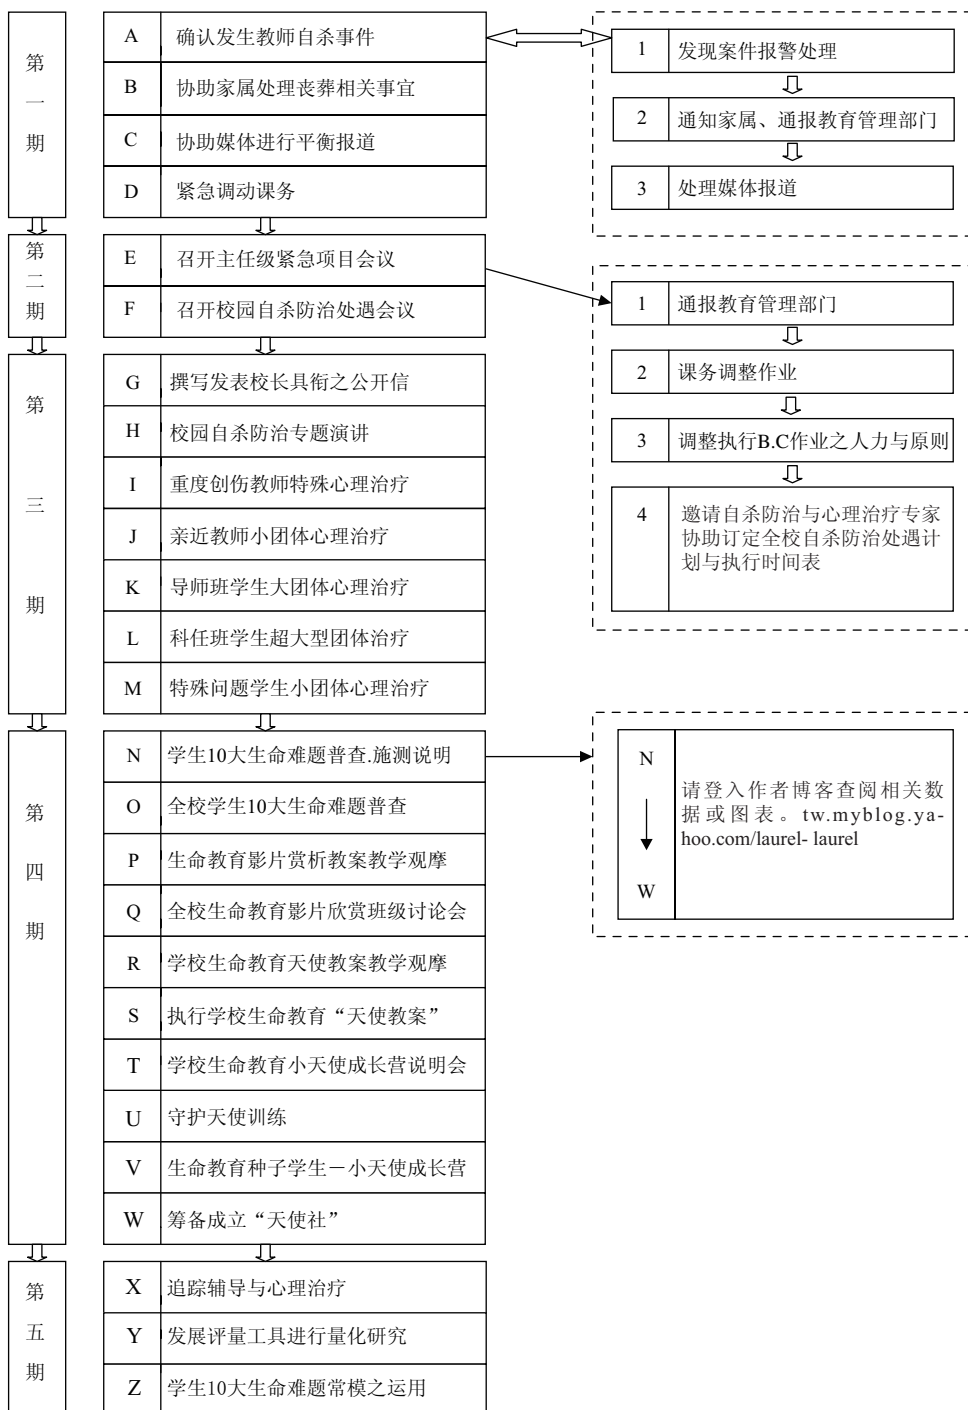 第一期
A 确认发生教师自杀事件
B 协助家属处理丧葬相关事宜
C 协助媒体进行平衡报道
D 紧急调动课务
1 发现案件报警处理
2 通知家属、通报教育管理部门
3 处理媒体报道
第二期
E 召开主任级紧急项目会议
F 召开校园自杀防治处遇会议
1 通报教育管理部门
2 课务调整作业
3 调整执行B.C作业之人力与原则
4 邀请自杀防治与心理治疗专家
协助订定全校自杀防治处遇计
划与执行时间表
第三期
G 撰写发表校长具衔之公开信
H 校园自杀防治专题演讲
I 重度创伤教师特殊心理治疗
J 亲近教师小团体心理治疗
K 导师班学生大团体心理治疗
L 科任班学生超大型团体治疗
M 特殊问题学生小团体心理治疗
第四期
N 学生10大生命难题普查.施测说明
O 全校学生10大生命难题普查
P 生命教育影片赏析教案教学观摩
Q 全校生命教育影片欣赏班级讨论会
R 学校生命教育天使教案教学观摩
S 执行学校生命教育“天使教案”
T 学校生命教育小天使成长营说明会
U 守护天使训练
V 生命教育种子学生－小天使成长营
W 筹备成立“天使社”
N
W
请登入作者博客查阅相关数
据或图表。tw.myblog.ya-
hoo.com/laurel- laurel
第五期
X 追踪辅导与心理治疗
Y 发展评量工具进行量化研究
Z 学生10大生命难题常模之运用